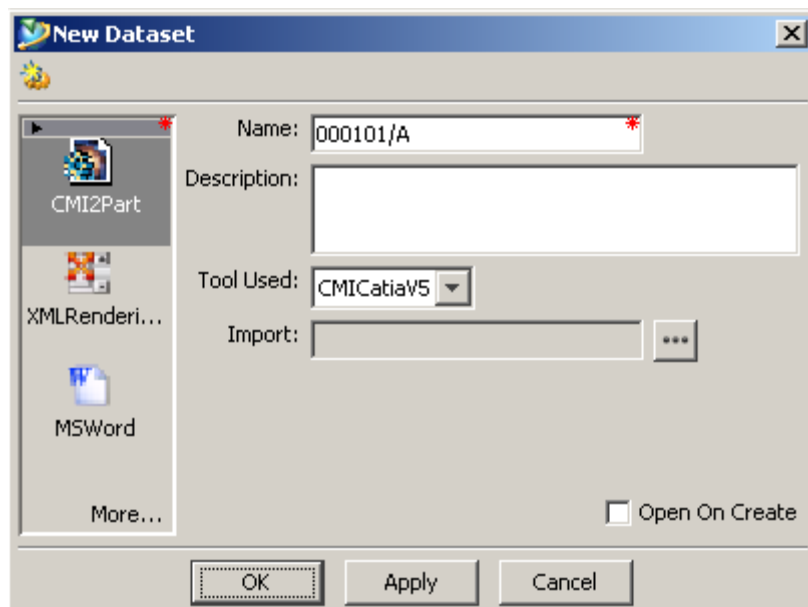 New Dataset
CMI2Part
XMLRenderi...
MSWord
More...
Name: 000101/A
Description:
Tool Used: CMICatiaV5
Import:
Open On Create
OK Apply Cancel